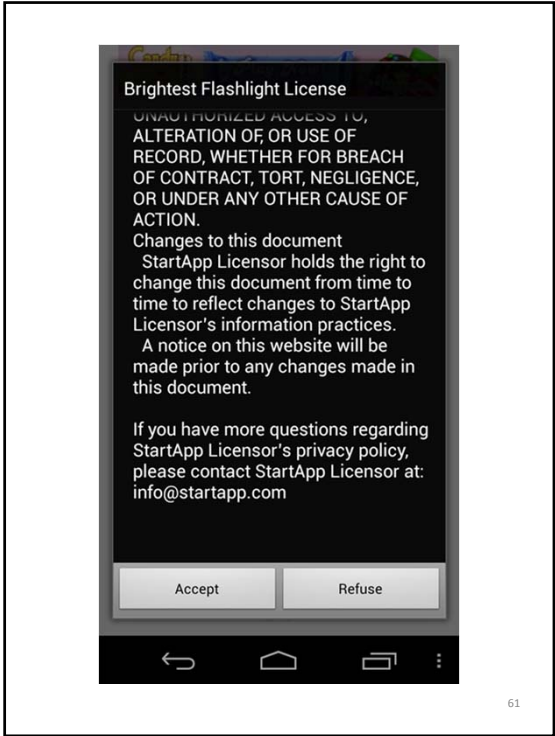 Brightest Flashlight License
UNAUTHORIZED ACCESS TO,
ALTERATION OF, OR USE OF
RECORD, WHETHER FOR BREACH
OF CONTRACT, TORT, NEGLIGENCE,
OR UNDER ANY OTHER CAUSE OF
ACTION.
Changes to this document
StartApp Licensor holds the right to
change this document from time to
time to reflect changes to StartApp
Licensor's information practices.
A notice on this website will be
made prior to any changes made in
this document.
If you have more questions regarding
StartApp Licensor's privacy policy,
please contact StartApp Licensor at:
info@startapp.com
Accept
Refuse
61